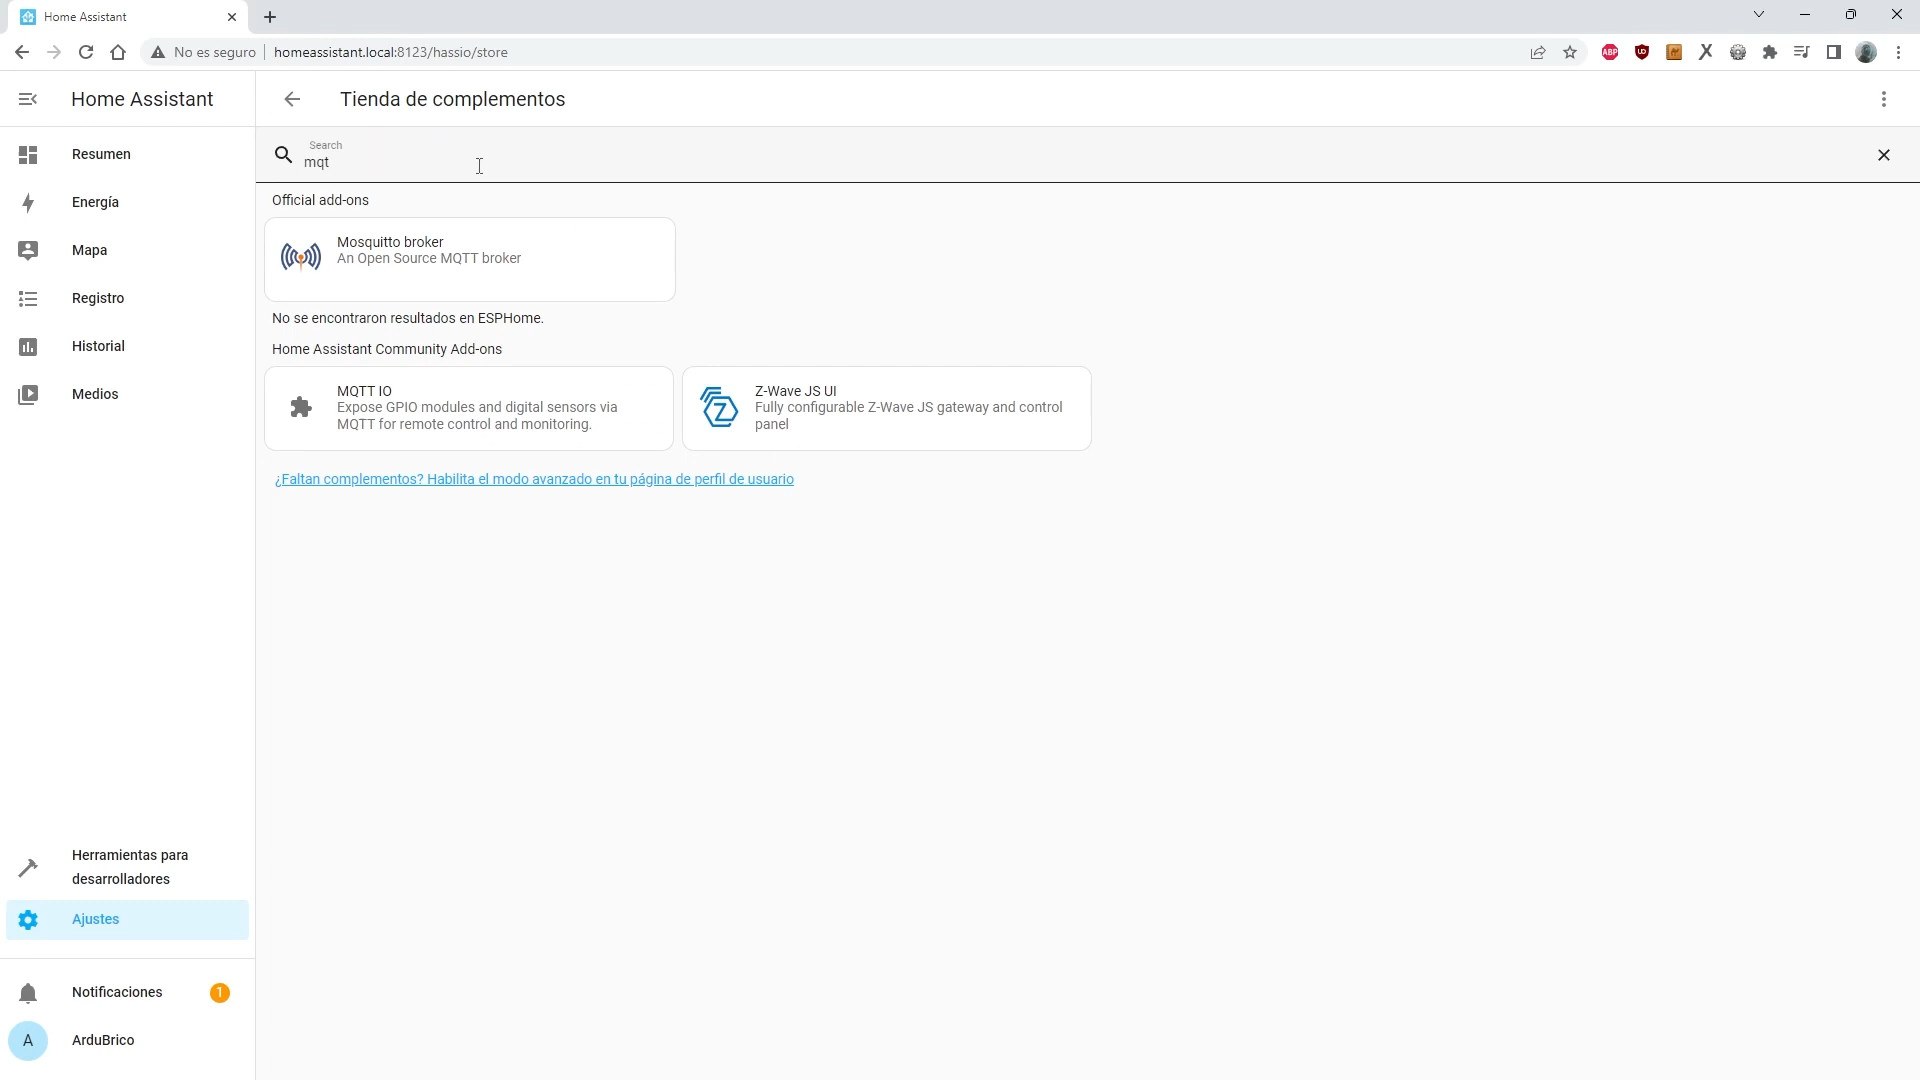 Home Assistant
No es seguro
homeassistant.local:8123/hassio/store
ABP
Home Assistant
Tienda de complementos
Resumen
Energía
Mapa
Registro
Historial
Medios
Herramientas para
desarrolladores
Ajustes
Notificaciones
1
A
ArduBrico
Search
mqt
Official add-ons
Mosquitto broker
An Open Source MQTT broker
No se encontraron resultados en ESPHome.
Home Assistant Community Add-ons
MQTT IO
Expose GPIO modules and digital sensors via
MQTT for remote control and monitoring.
Z
Z-Wave JS UI
Fully configurable Z-Wave JS gateway and control
panel
¿Faltan complementos? Habilita el modo avanzado en tu página de perfil de usuario